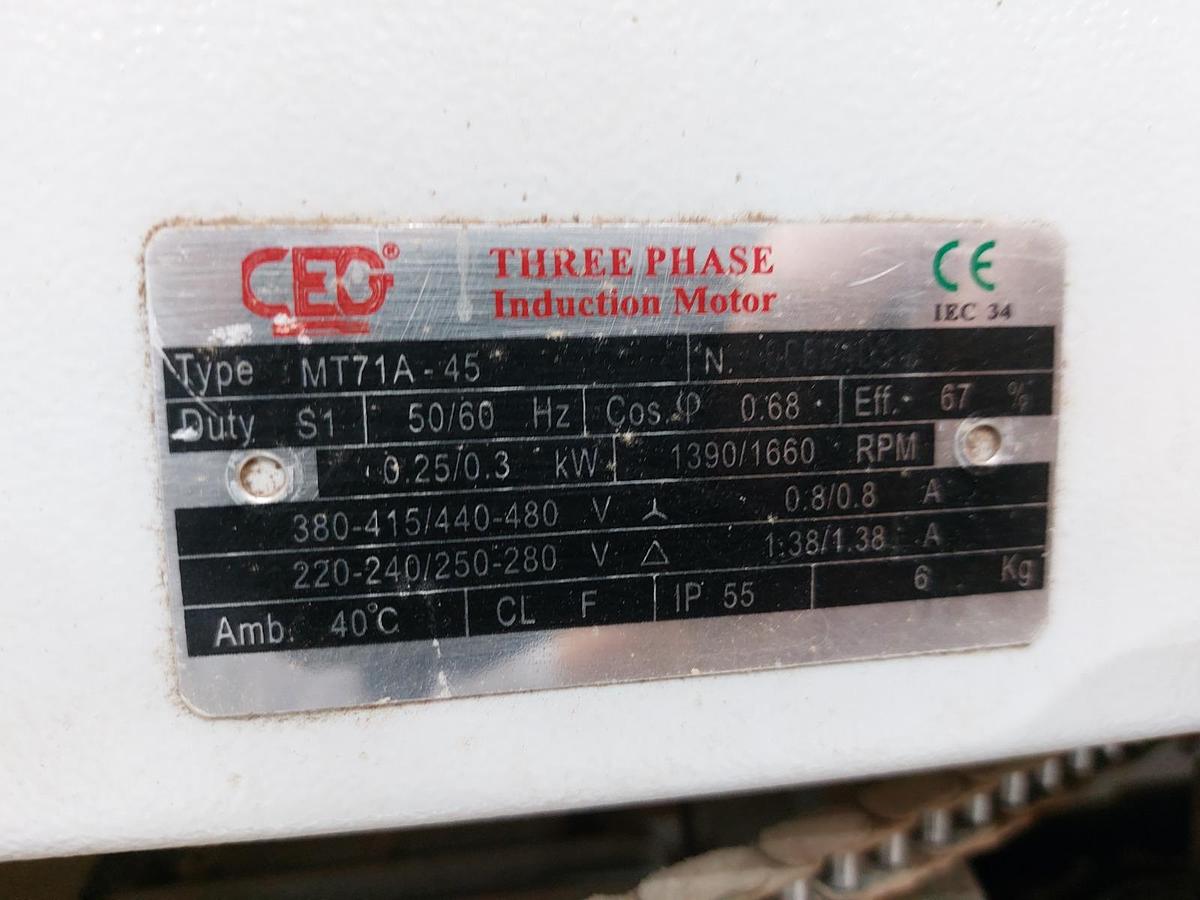 CEG®
THREE PHASE
Induction Motor
CE
IEC 34
Type MT71A-45 N.
Duty S1 50/60 Hz Cos.φ 0.68 Eff. 67 %
0.25/0.3 kW 1390/1660 RPM
380-415/440-480 V 0.8/0.8 A
220-240/250-280 V △ 1.38/1.38 A
Amb. 40°C CL F IP 55 6 Kg